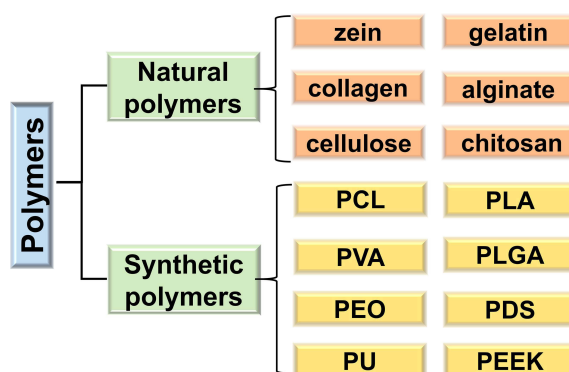 Polymers
Natural
polymers
zein
gelatin
collagen
alginate
cellulose
chitosan
Synthetic
polymers
PCL
PLA
PVA
PLGA
PEO
PDS
PU
PEEK